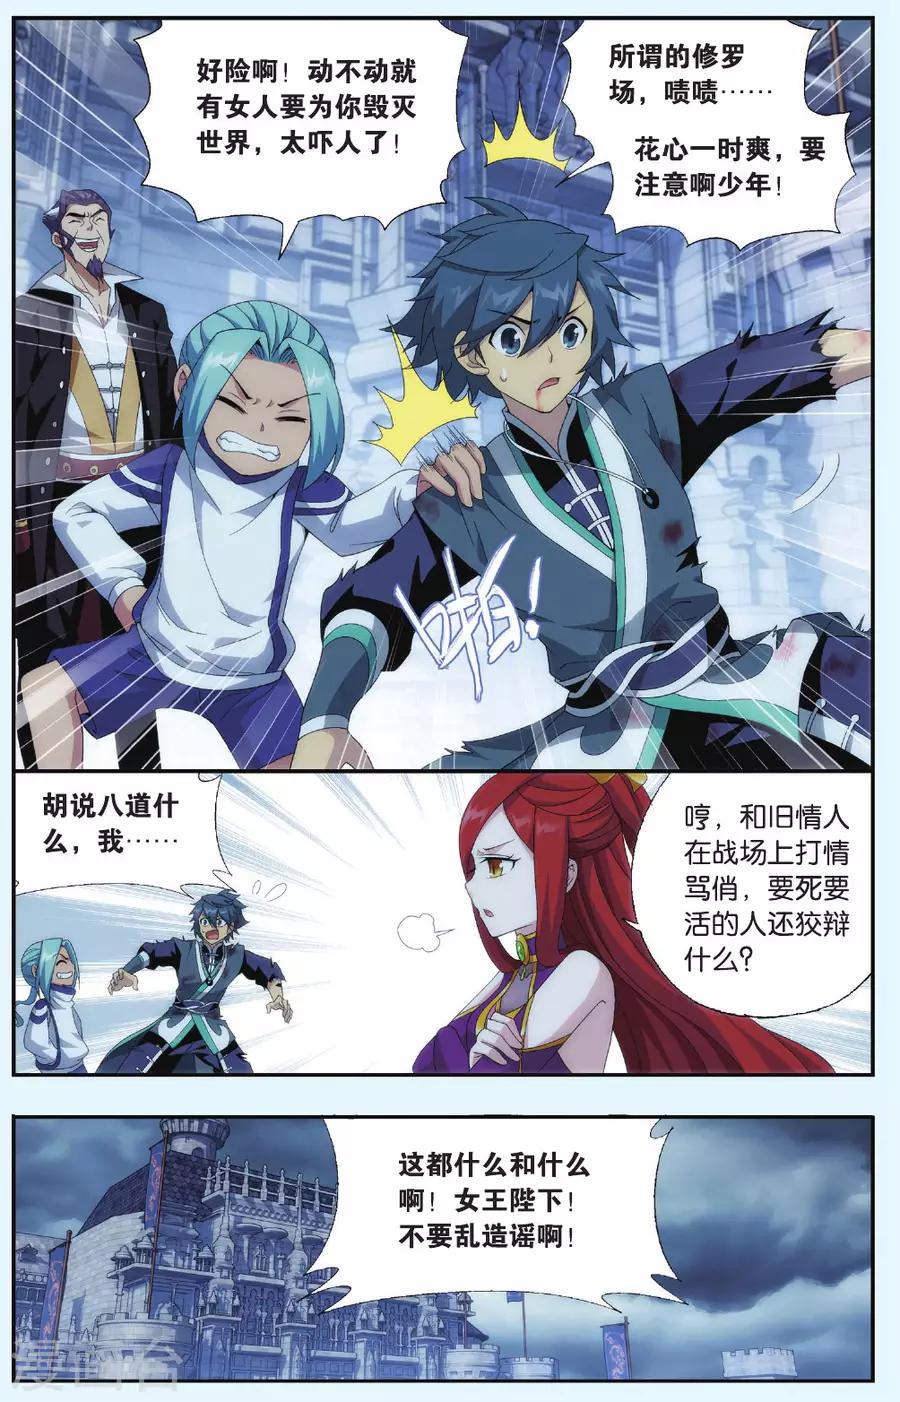 好险啊！动不动就
有女人要为你毁灭
世界，太吓人了！
所谓的修罗
场，啧啧……
花心一时爽，要
注意啊少年！
啪！
胡说八道什
么，我……
哼，和旧情人
在战场上打情
骂俏，要死要
活的人还狡辩
什么？
这都什么和什么
啊！女王陛下！
不要乱造谣啊！
漫画台